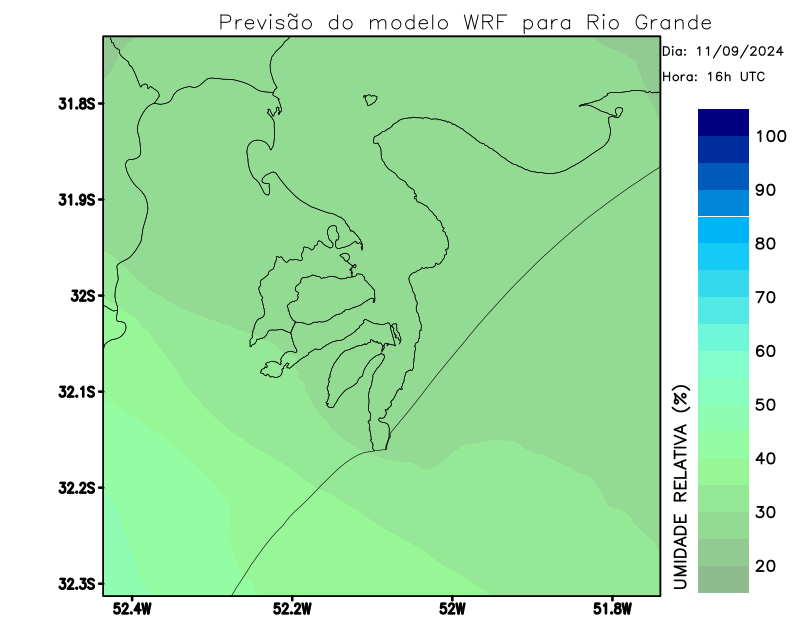 Previsão do modelo WRF para Rio Grande
Dia: 11/09/2024
Hora: 16h UTC
31.8S
31.9S
32S
32.1S
32.2S
32.3S
52.4W
52.2W
52W
51.8W
UMIDADE RELATIVA (%)
100
90
80
70
60
50
40
30
20